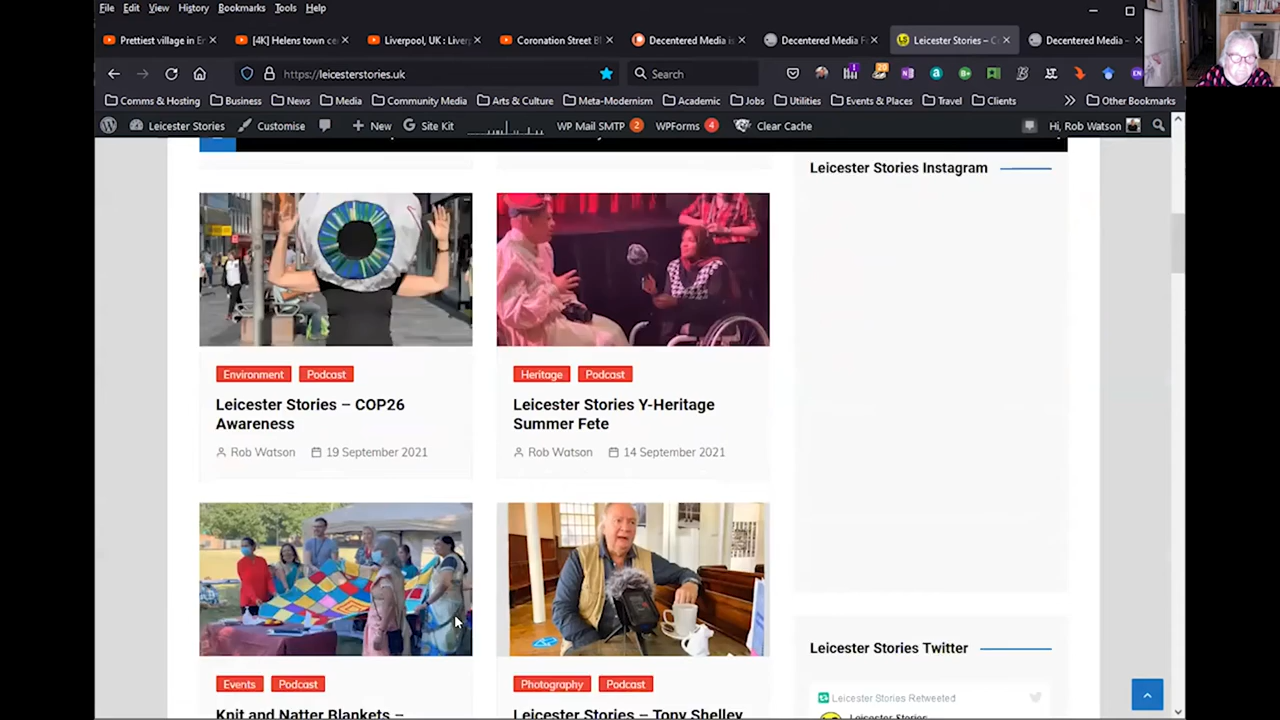 File Edit View History Bookmarks Tools Help
Prettiest village in En
[4K] Helens town ce
Liverpool, UK : Liver
Coronation Street B
Decentered Media is
Decentered Media F
Leicester Stories – C
Decentered Media –
https://leicesterstories.uk
Search
Comms & Hosting Business News Media Community Media Arts & Culture Meta-Modernism Academic Jobs Utilities Events & Places Travel Clients Other Bookmarks
Leicester Stories Customise New Site Kit WP Mail SMTP 2 WPForms 4 Clear Cache Hi, Rob Watson
Leicester Stories Instagram
Environment Podcast
Leicester Stories – COP26
Awareness
Rob Watson 19 September 2021
Heritage Podcast
Leicester Stories Y-Heritage
Summer Fete
Rob Watson 14 September 2021
Events Podcast
Knit and Natter Blankets –
Photography Podcast
Leicester Stories – Tony Shelley
Leicester Stories Twitter
Leicester Stories Retweeted
Leicester Stories